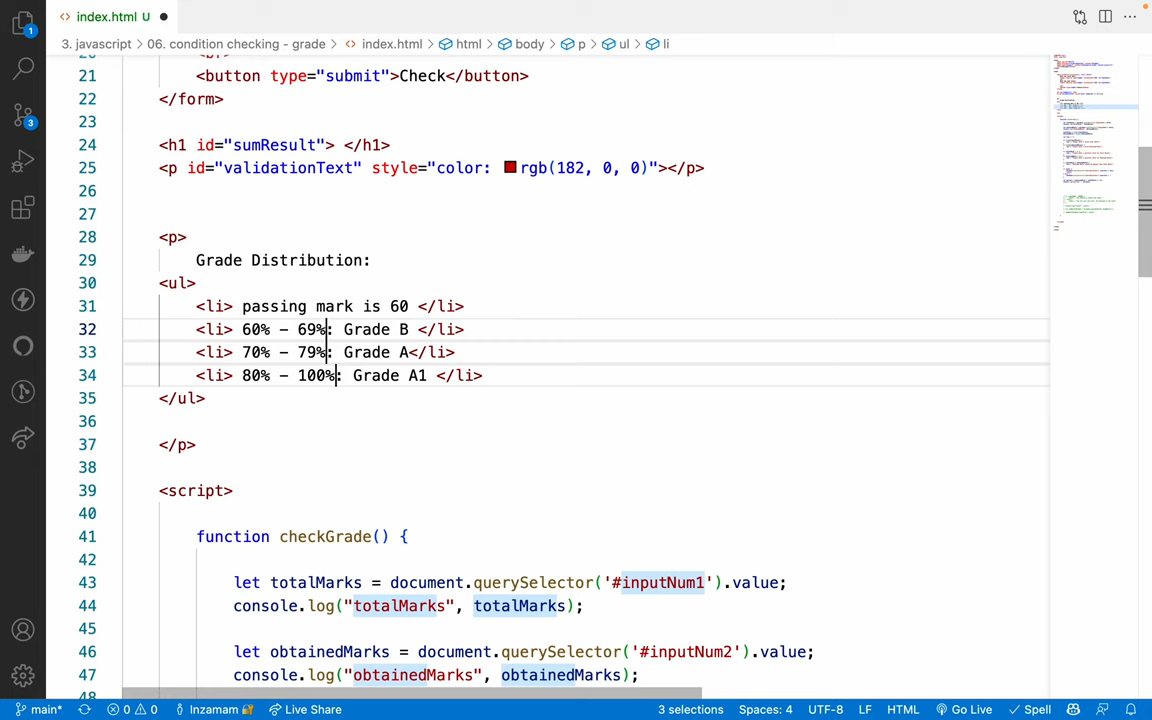 index.html U
3. javascript > 06. condition checking - grade > index.html > html > body > p > ul > li
21 <button type="submit">Check</button>
22 </form>
23
24 <h1 id="sumResult"> </h1>
25 <p id="validationText" style="color: rgb(182, 0, 0)"></p>
26
27
28 <p>
29 Grade Distribution:
30 <ul>
31 <li> passing mark is 60 </li>
32 <li> 60% - 69%: Grade B </li>
33 <li> 70% - 79%: Grade A</li>
34 <li> 80% - 100%: Grade A1 </li>
35 </ul>
36
37 </p>
38
39 <script>
40
41 function checkGrade() {
42
43 let totalMarks = document.querySelector('#inputNum1').value;
44 console.log("totalMarks", totalMarks);
45
46 let obtainedMarks = document.querySelector('#inputNum2').value;
47 console.log("obtainedMarks", obtainedMarks);
1
3
main* 0 0 Inzamam Live Share 3 selections Spaces: 4 UTF-8 LF HTML Go Live Spell